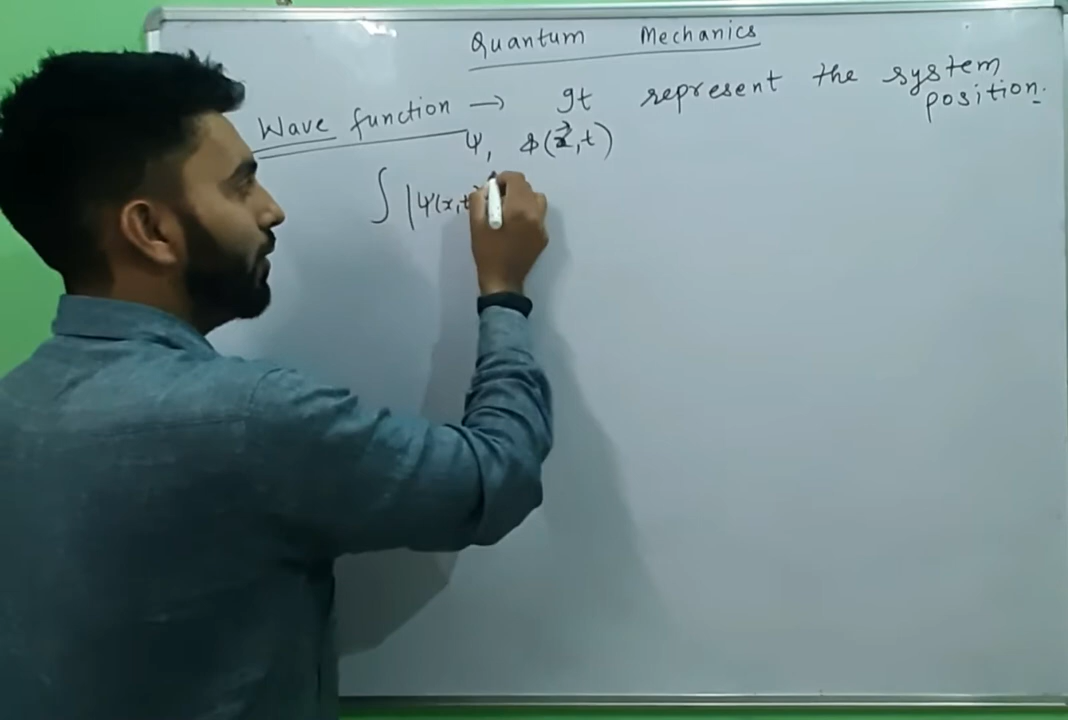 Quantum Mechanics
Wave function → It represent the system position.
ψ, φ(x⃗,t)
∫ |ψ(x,t